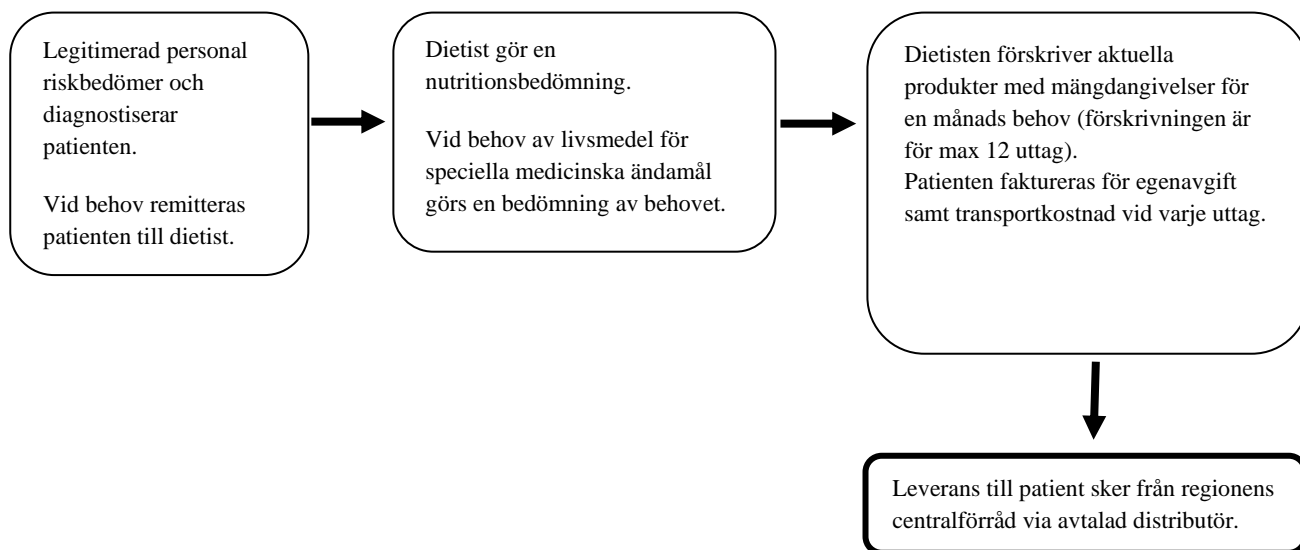 Legitimerad personal
riskbedömer och
diagnostiserar
patienten.
Vid behov remitteras
patienten till dietist.
Dietist gör en
nutritionsbedömning.
Vid behov av livsmedel för
speciella medicinska ändamål
görs en bedömning av behovet.
Dietisten förskriver aktuella
produkter med mängdangivelser för
en månads behov (förskrivningen är
för max 12 uttag).
Patienten faktureras för egenavgift
samt transportkostnad vid varje uttag.
Leverans till patient sker från regionens
centralförråd via avtalad distributör.